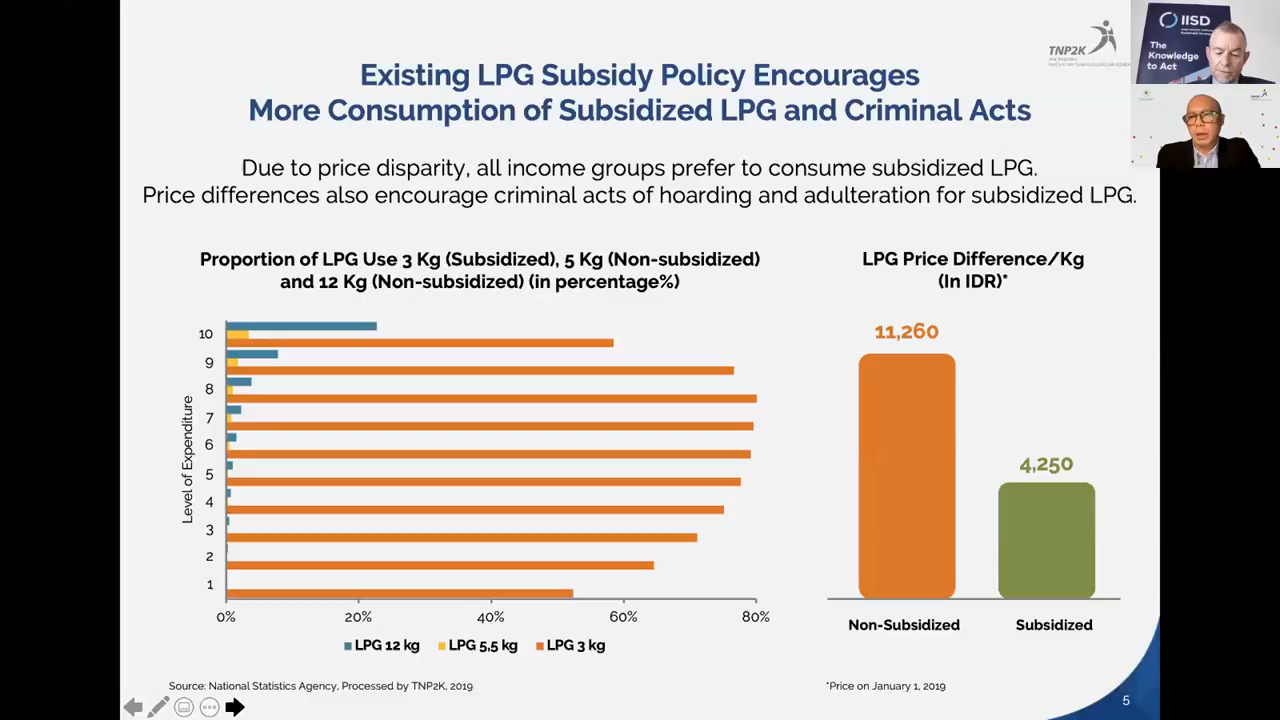 TNP2K
IISD
The
Knowledge
to Act
Existing LPG Subsidy Policy Encourages
More Consumption of Subsidized LPG and Criminal Acts
Due to price disparity, all income groups prefer to consume subsidized LPG.
Price differences also encourage criminal acts of hoarding and adulteration for subsidized LPG.
Proportion of LPG Use 3 Kg (Subsidized), 5 Kg (Non-subsidized)
and 12 Kg (Non-subsidized) (in percentage%)
Level of Expenditure
10
9
8
7
6
5
4
3
2
1
0% 20% 40% 60% 80%
LPG 12 kg LPG 5,5 kg LPG 3 kg
LPG Price Difference/Kg
(In IDR)*
11,260
4,250
Non-Subsidized Subsidized
Source: National Statistics Agency, Processed by TNP2K, 2019
*Price on January 1, 2019
5